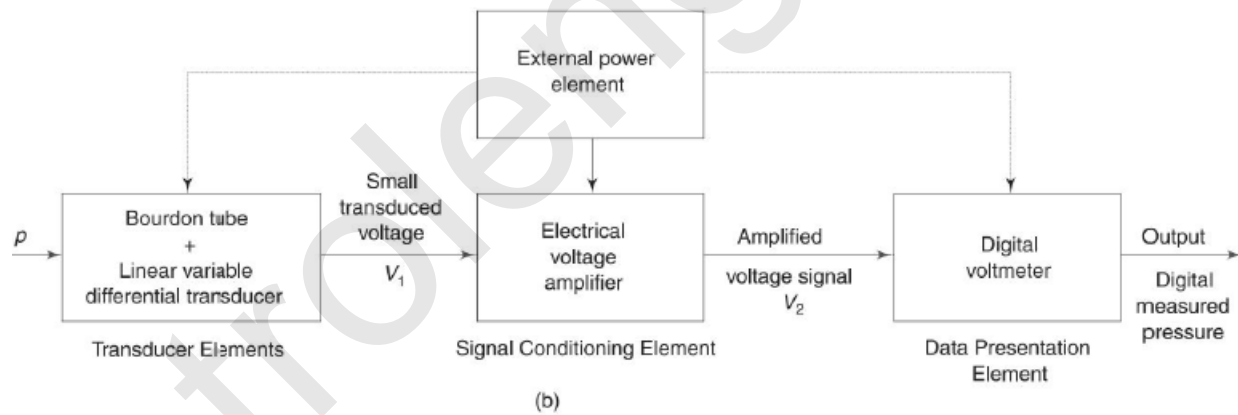 External power
element
Small
transduced
voltage
V₁
p
Bourdon tube
+
Linear variable
differential transducer
Electrical
voltage
amplifier
Amplified
voltage signal
V₂
Digital
voltmeter
Output
Digital
measured
pressure
Transducer Elements
Signal Conditioning Element
Data Presentation
Element
(b)